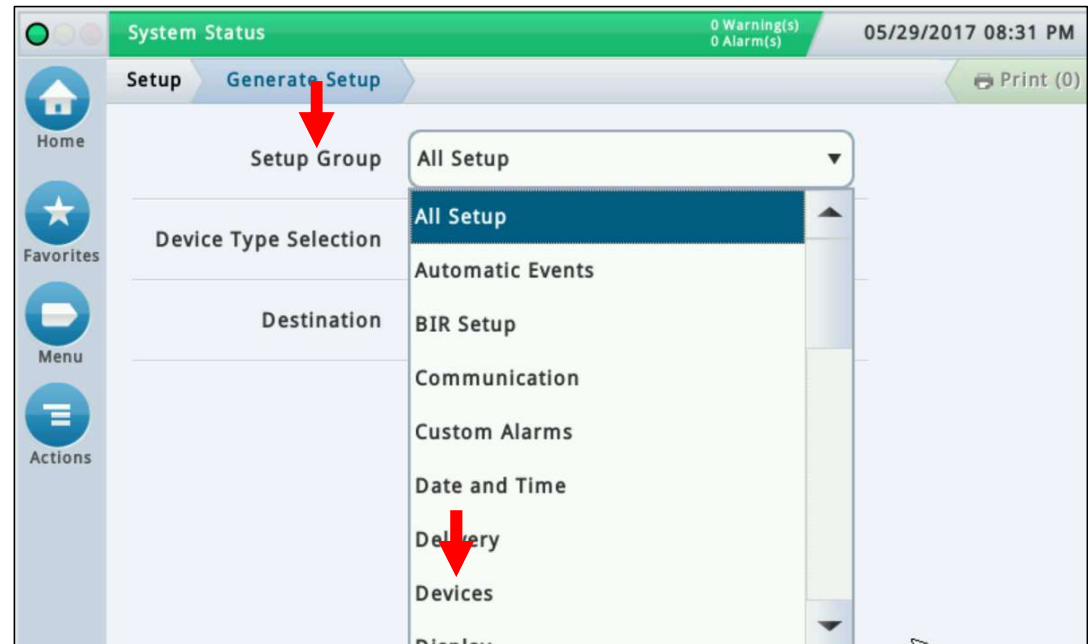 System Status
0 Warning(s)
0 Alarm(s)
05/29/2017 08:31 PM
Setup
Generate Setup
Print (0)
Home
Favorites
Menu
Actions
Setup Group
All Setup
Device Type Selection
Destination
All Setup
Automatic Events
BIR Setup
Communication
Custom Alarms
Date and Time
Delivery
Devices
Display